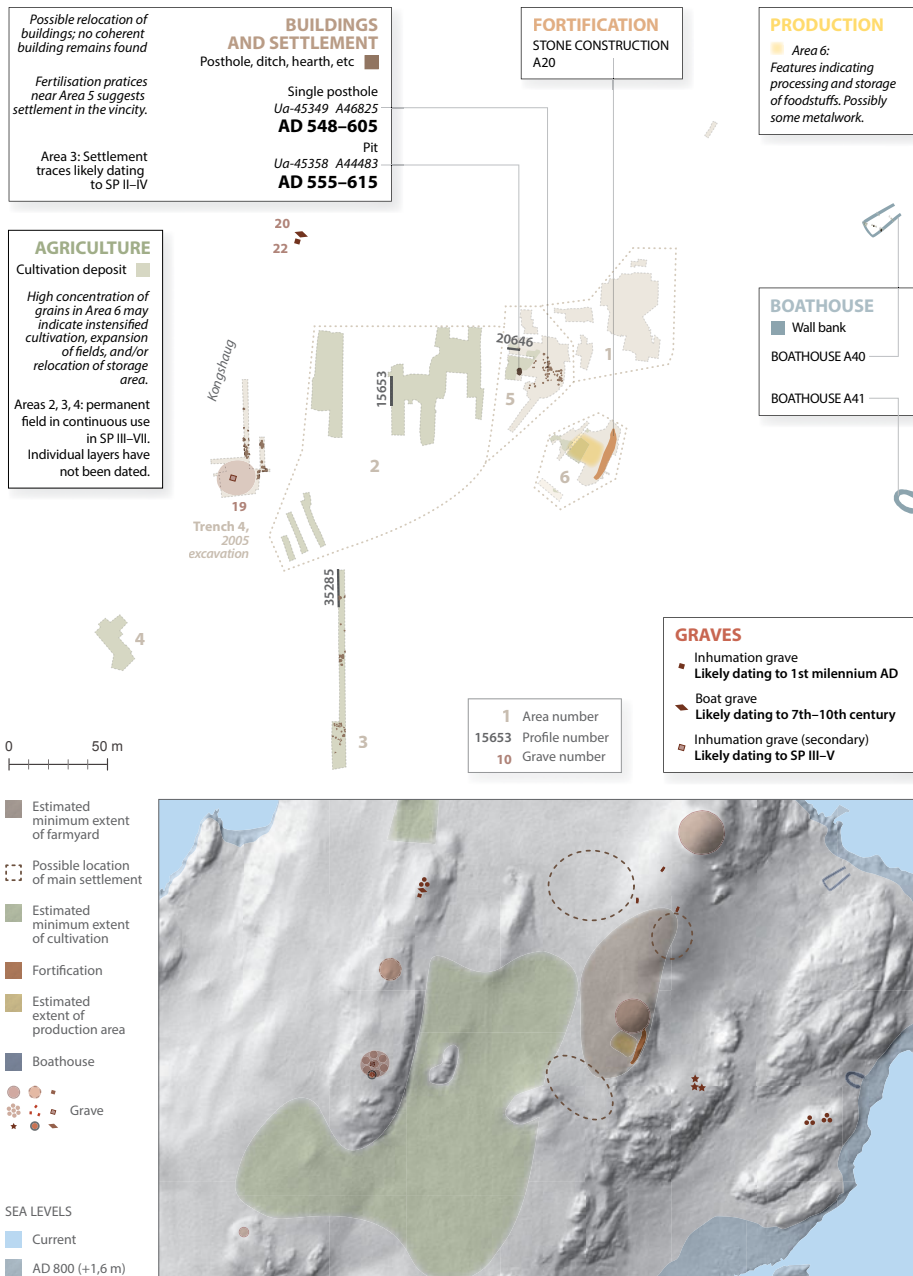 Possible relocation of
buildings; no coherent
building remains found
Fertilisation pratices
near Area 5 suggests
settlement in the vincity.
Area 3: Settlement
traces likely dating
to SP II–IV
BUILDINGS
AND SETTLEMENT
Posthole, ditch, hearth, etc
Single posthole
Ua-45349 A46825
AD 548–605
Pit
Ua-45358 A44483
AD 555–615
FORTIFICATION
STONE CONSTRUCTION
A20
PRODUCTION
Area 6:
Features indicating
processing and storage
of foodstuffs. Possibly
some metalwork.
AGRICULTURE
Cultivation deposit
High concentration of
grains in Area 6 may
indicate instensified
cultivation, expansion
of fields, and/or
relocation of storage
area.
Areas 2, 3, 4: permanent
field in continuous use
in SP III–VII.
Individual layers have
not been dated.
BOATHOUSE
Wall bank
BOATHOUSE A40
BOATHOUSE A41
20
22
Kongshaug
15653
20646
1
5
2
6
19
Trench 4,
2005
excavation
35285
4
3
0 50 m
1 Area number
15653 Profile number
10 Grave number
GRAVES
Inhumation grave
Likely dating to 1st millennium AD
Boat grave
Likely dating to 7th–10th century
Inhumation grave (secondary)
Likely dating to SP III–V
Estimated
minimum extent
of farmyard
Possible location
of main settlement
Estimated
minimum extent
of cultivation
Fortification
Estimated
extent of
production area
Boathouse
Grave
SEA LEVELS
Current
AD 800 (+1,6 m)